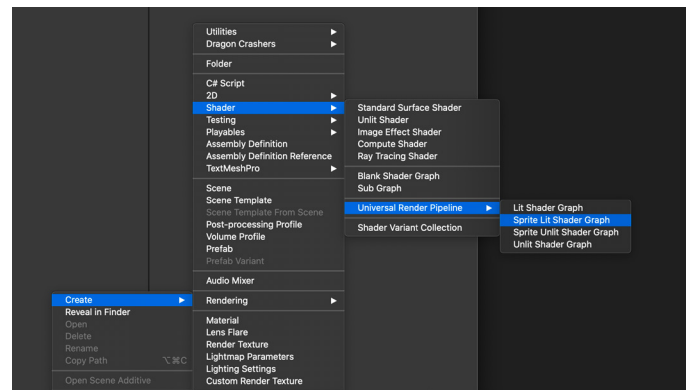 Utilities
Dragon Crashers
Folder
C# Script
2D
Shader
Testing
Playables
Assembly Definition
Assembly Definition Reference
TextMeshPro
Scene
Scene Template
Scene Template From Scene
Post-processing Profile
Volume Profile
Prefab
Prefab Variant
Audio Mixer
Rendering
Material
Lens Flare
Render Texture
Lightmap Parameters
Lighting Settings
Custom Render Texture
Standard Surface Shader
Unlit Shader
Image Effect Shader
Compute Shader
Ray Tracing Shader
Blank Shader Graph
Sub Graph
Universal Render Pipeline
Shader Variant Collection
Lit Shader Graph
Sprite Lit Shader Graph
Sprite Unlit Shader Graph
Unlit Shader Graph
Create
Reveal in Finder
Open
Delete
Rename
Copy Path ⌥⌘C
Open Scene Additive